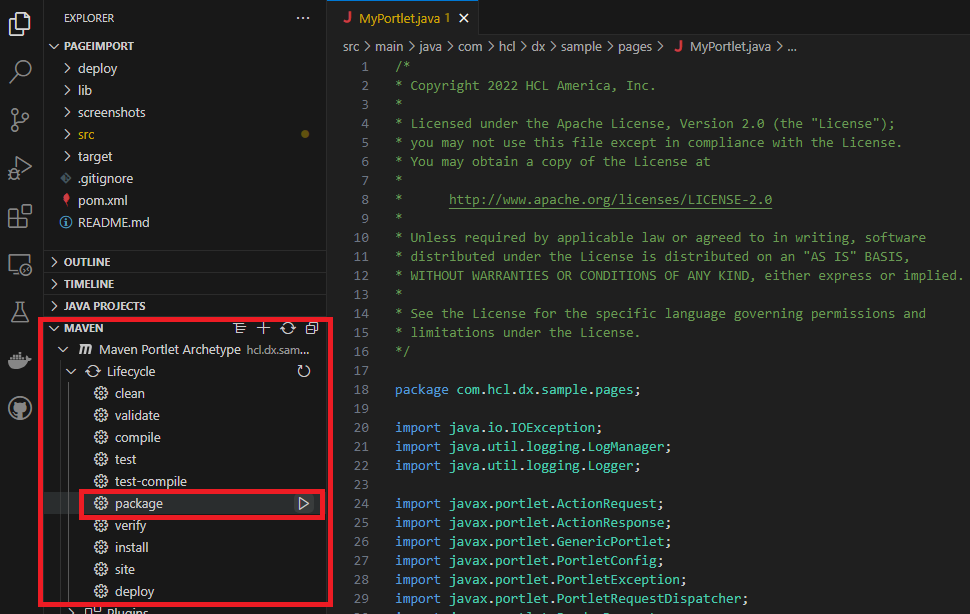 EXPLORER
PAGEIMPORT
deploy
lib
screenshots
src
target
.gitignore
pom.xml
README.md
OUTLINE
TIMELINE
JAVA PROJECTS
MAVEN
Maven Portlet Archetype hcl.dx.sam...
Lifecycle
clean
validate
compile
test
test-compile
package
verify
install
site
deploy
Plugins
J MyPortlet.java 1
src > main > java > com > hcl > dx > sample > pages > J MyPortlet.java > ...
1 /*
2 * Copyright 2022 HCL America, Inc.
3 *
4 * Licensed under the Apache License, Version 2.0 (the "License");
5 * you may not use this file except in compliance with the License.
6 * You may obtain a copy of the License at
7 *
8 * http://www.apache.org/licenses/LICENSE-2.0
9 *
10 * Unless required by applicable law or agreed to in writing, software
11 * distributed under the License is distributed on an "AS IS" BASIS,
12 * WITHOUT WARRANTIES OR CONDITIONS OF ANY KIND, either express or implied.
13 *
14 * See the License for the specific language governing permissions and
15 * limitations under the License.
16 */
17
18 package com.hcl.dx.sample.pages;
19
20 import java.io.IOException;
21 import java.util.logging.LogManager;
22 import java.util.logging.Logger;
23
24 import javax.portlet.ActionRequest;
25 import javax.portlet.ActionResponse;
26 import javax.portlet.GenericPortlet;
27 import javax.portlet.PortletConfig;
28 import javax.portlet.PortletException;
29 import javax.portlet.PortletRequestDispatcher;